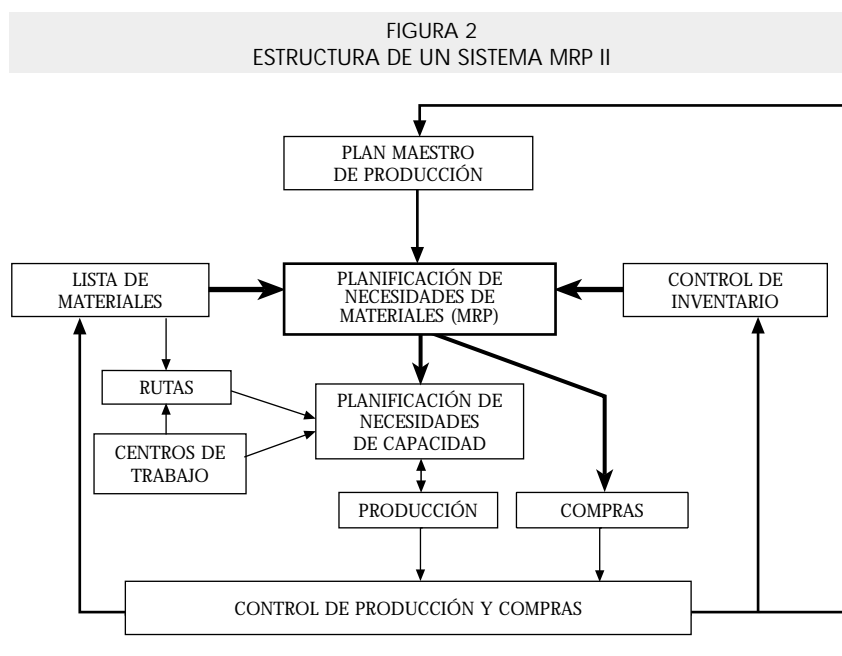 FIGURA 2
ESTRUCTURA DE UN SISTEMA MRP II
PLAN MAESTRO
DE PRODUCCIÓN
LISTA DE
MATERIALES
PLANIFICACIÓN DE
NECESIDADES DE
MATERIALES (MRP)
CONTROL DE
INVENTARIO
RUTAS
CENTROS DE
TRABAJO
PLANIFICACIÓN DE
NECESIDADES
DE CAPACIDAD
PRODUCCIÓN
COMPRAS
CONTROL DE PRODUCCIÓN Y COMPRAS